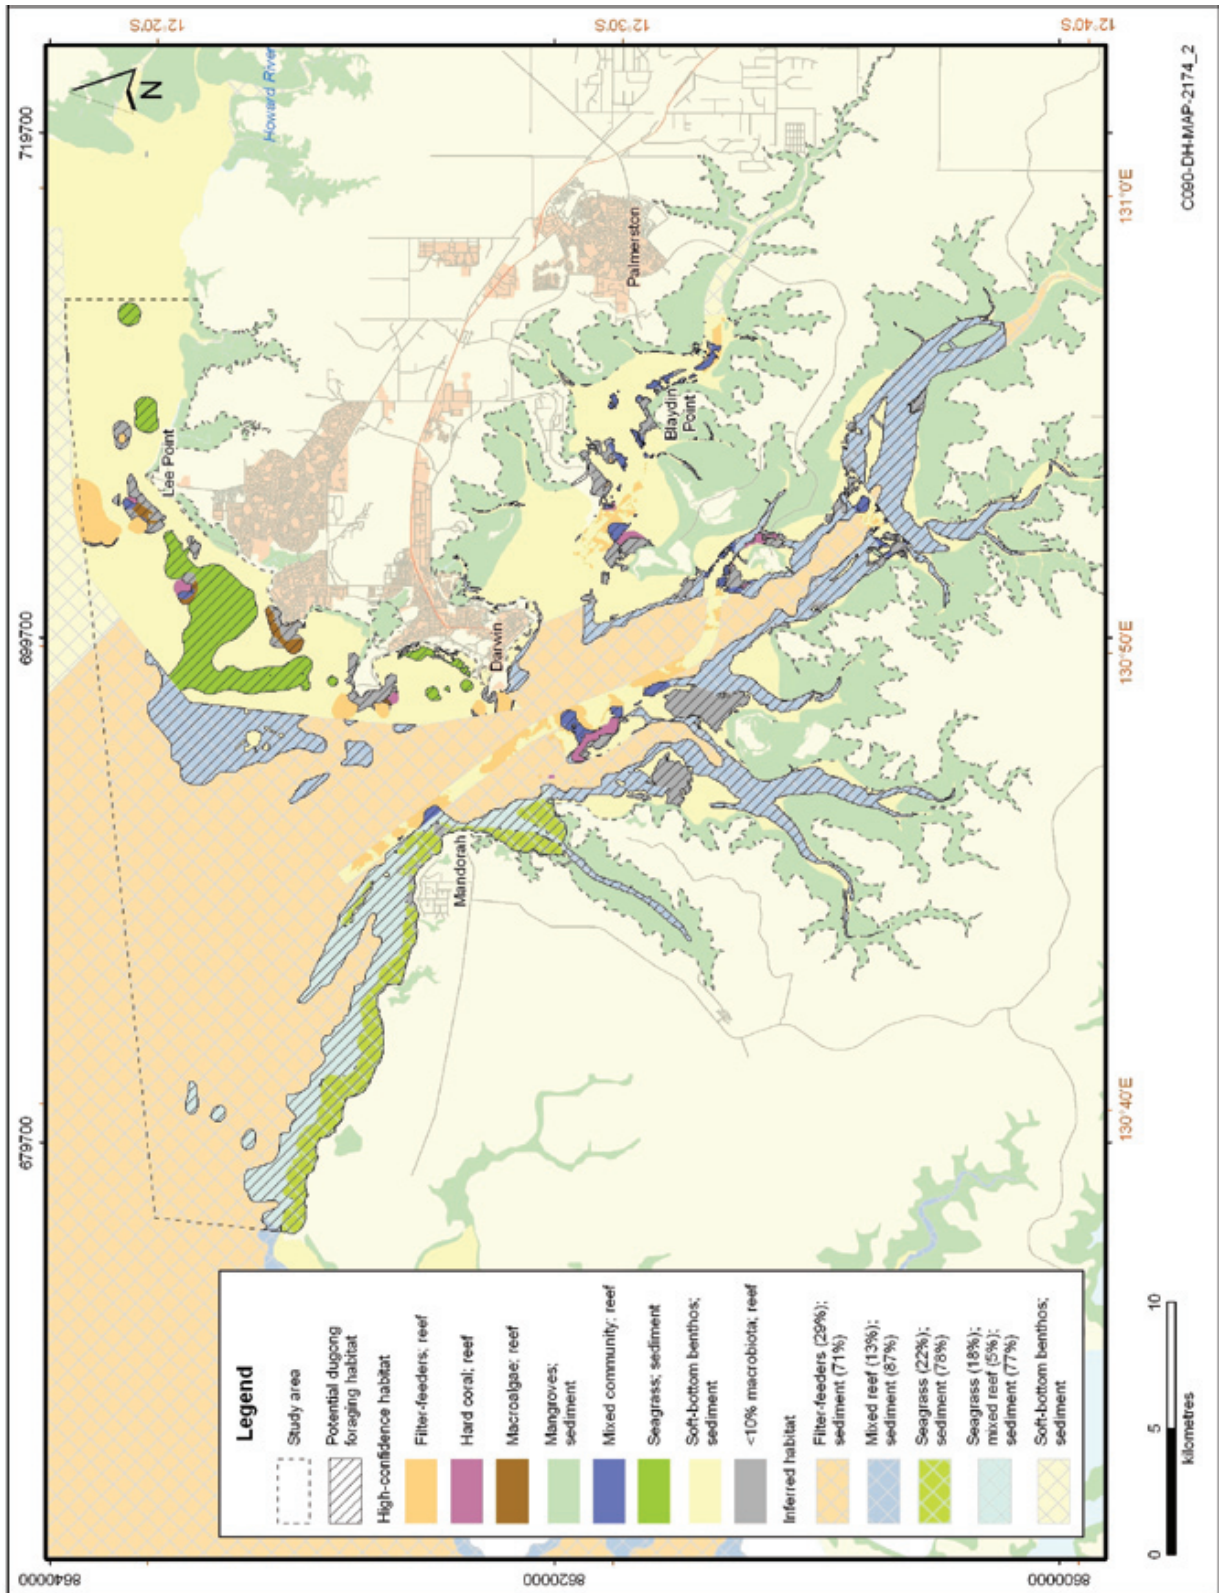 719700
699700
679700
12°20'S
12°30'S
12°40'S
8640000
8620000
8600000
131°0'E
130°50'E
130°40'E
N
Howard River
Lee Point
Palmerston
Blaydin
Point
Darwin
Mandorah
Legend
Study area
Potential dugong
foraging habitat
High-confidence habitat
Filter-feeders; reef
Hard coral; reef
Macroalgae; reef
Mangroves;
sediment
Mixed community; reef
Seagrass; sediment
Soft-bottom benthos;
sediment
<10% macrobiota; reef
Inferred habitat
Filter-feeders (29%);
sediment (71%)
Mixed reef (13%);
sediment (87%)
Seagrass (22%);
sediment (78%)
Seagrass (18%);
mixed reef (5%);
sediment (77%)
Soft-bottom benthos;
sediment
0 5 10
kilometres
C090-DH-MAP-2174_2